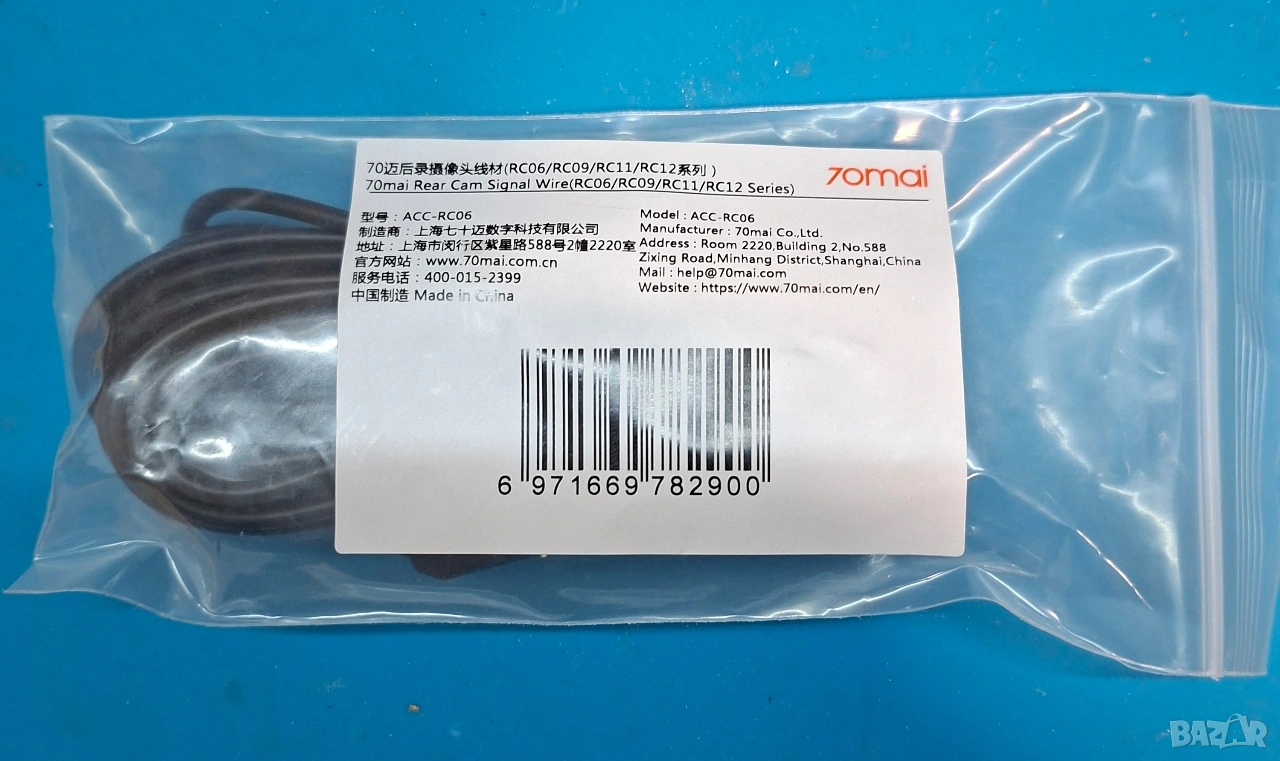 70迈后录摄像头线材(RC06/RC09/RC11/RC12系列)
70mai Rear Cam Signal Wire(RC06/RC09/RC11/RC12 Series)
70mai
型号：ACC-RC06
制造商：上海七十迈数字科技有限公司
地址：上海市闵行区紫星路588号2幢2220室
官方网站：www.70mai.com.cn
服务电话：400-015-2399
中国制造 Made in China
Model : ACC-RC06
Manufacturer : 70mai Co.,Ltd.
Address : Room 2220,Building 2,No.588
Zixing Road,Minhang District,Shanghai,China
Mail : help@70mai.com
Website : https://www.70mai.com/en/
6 971669 782900
BAZAR